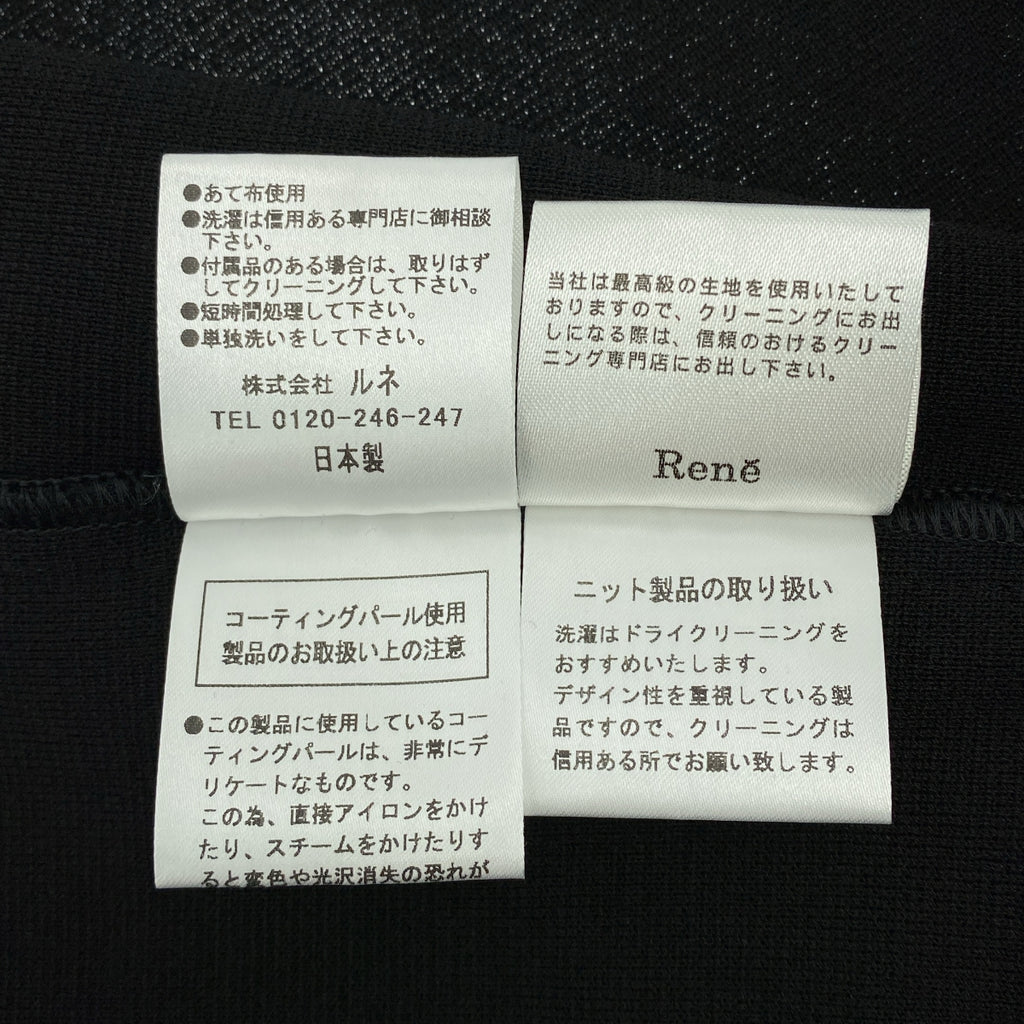 ●あて布使用
●洗濯は信用ある専門店に御相談
下さい。
●付属品のある場合は、取りはず
してクリーニングして下さい。
●短時間処理して下さい。
●単独洗いをして下さい。
株式会社 ルネ
TEL 0120-246-247
日本製
当社は最高級の生地を使用いたして
おりますので、クリーニングにお出
しになる際は、信頼のおけるクリー
ニング専門店にお出し下さい。
René
コーティングパール使用
製品のお取扱い上の注意
●この製品に使用しているコー
ティングパールは、非常にデ
リケートなものです。
この為、直接アイロンをかけ
たり、スチームをかけたりす
ると変色や光沢消失の恐れが
ニット製品の取り扱い
洗濯はドライクリーニングを
おすすめいたします。
デザイン性を重視している製
品ですので、クリーニングは
信用ある所でお願い致します。